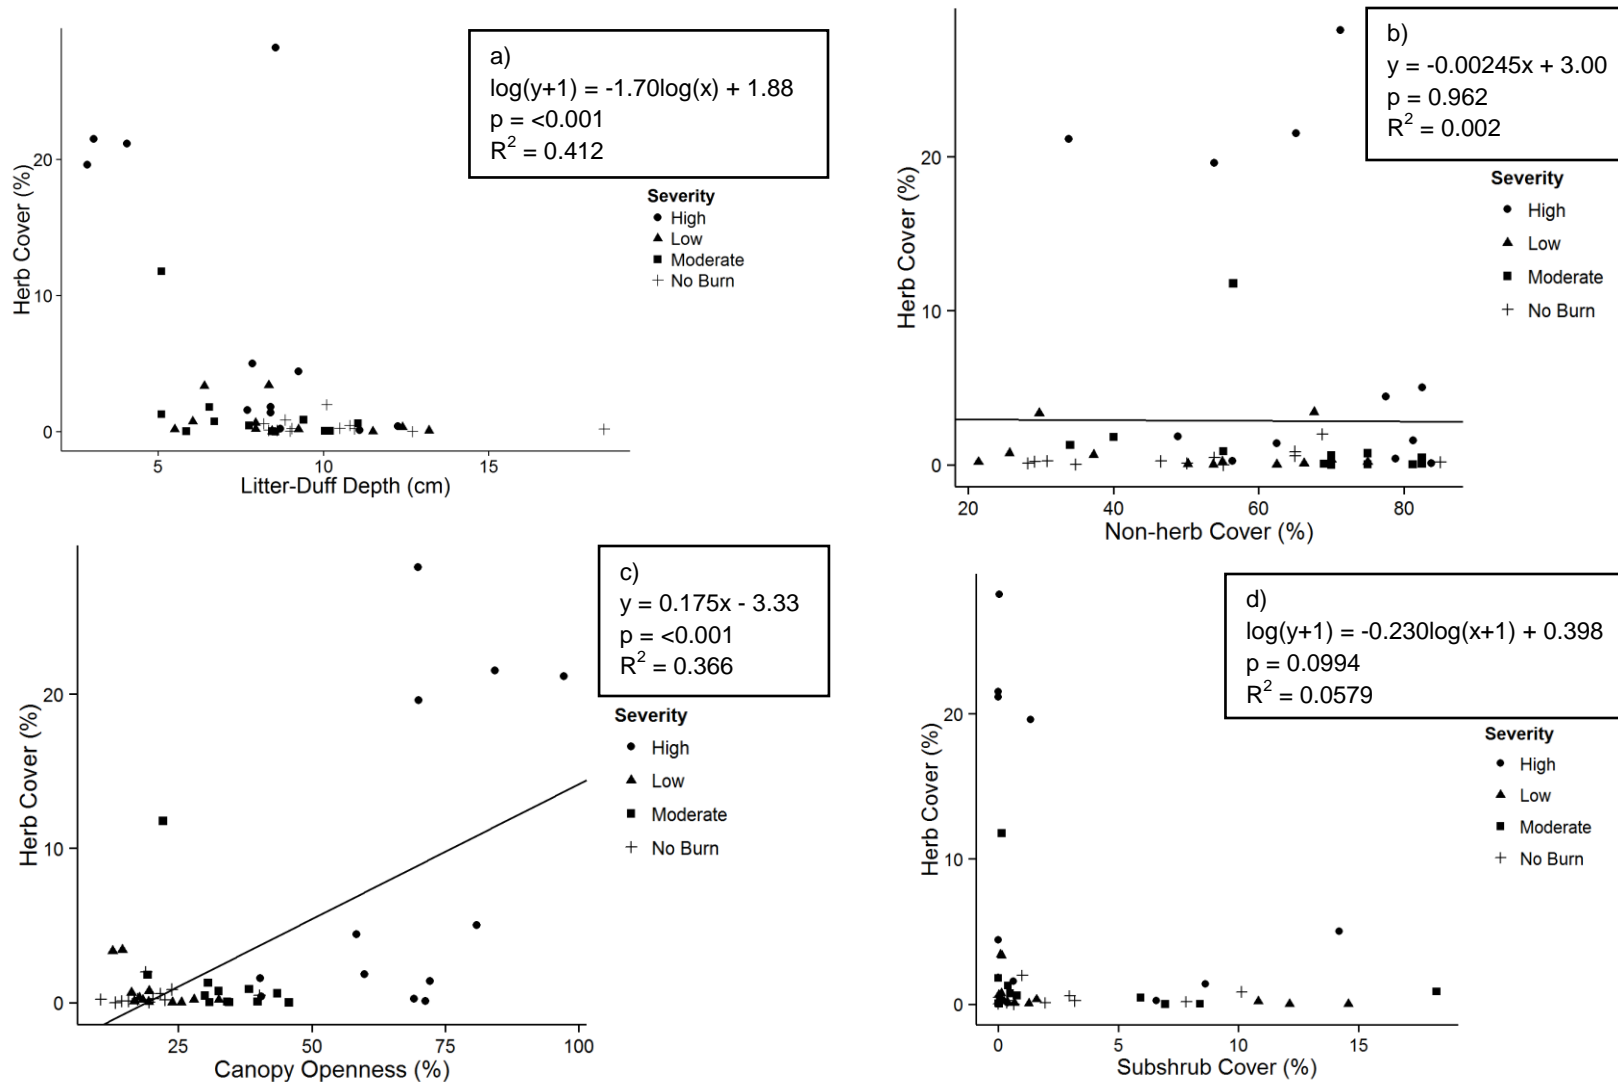 a)
log(y+1) = -1.70log(x) + 1.88
p = <0.001
R² = 0.412
Severity
High
Low
Moderate
No Burn
Herb Cover (%)
20
10
0
5
10
15
Litter-Duff Depth (cm)
b)
y = -0.00245x + 3.00
p = 0.962
R² = 0.002
Severity
High
Low
Moderate
No Burn
Herb Cover (%)
20
10
0
20
40
60
80
Non-herb Cover (%)
c)
y = 0.175x - 3.33
p = <0.001
R² = 0.366
Severity
High
Low
Moderate
No Burn
Herb Cover (%)
20
10
0
25
50
75
100
Canopy Openness (%)
d)
log(y+1) = -0.230log(x+1) + 0.398
p = 0.0994
R² = 0.0579
Severity
High
Low
Moderate
No Burn
Herb Cover (%)
20
10
0
0
5
10
15
Subshrub Cover (%)